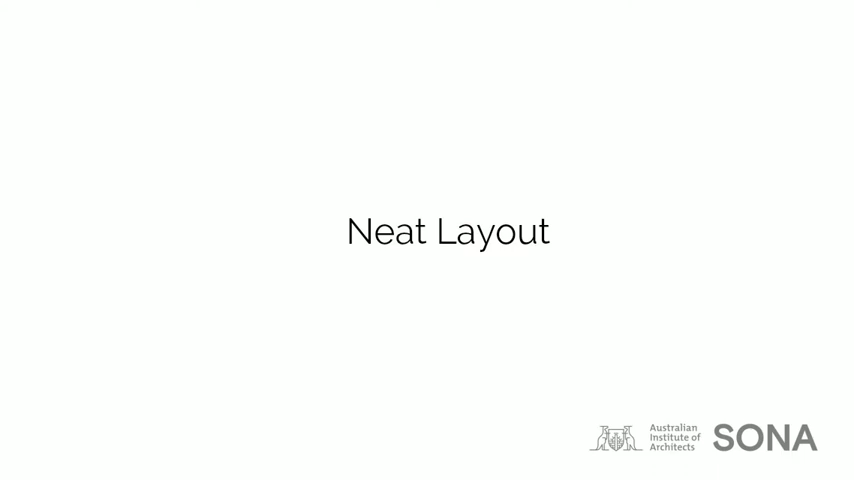 Neat Layout
Australian
Institute of
Architects
SONA